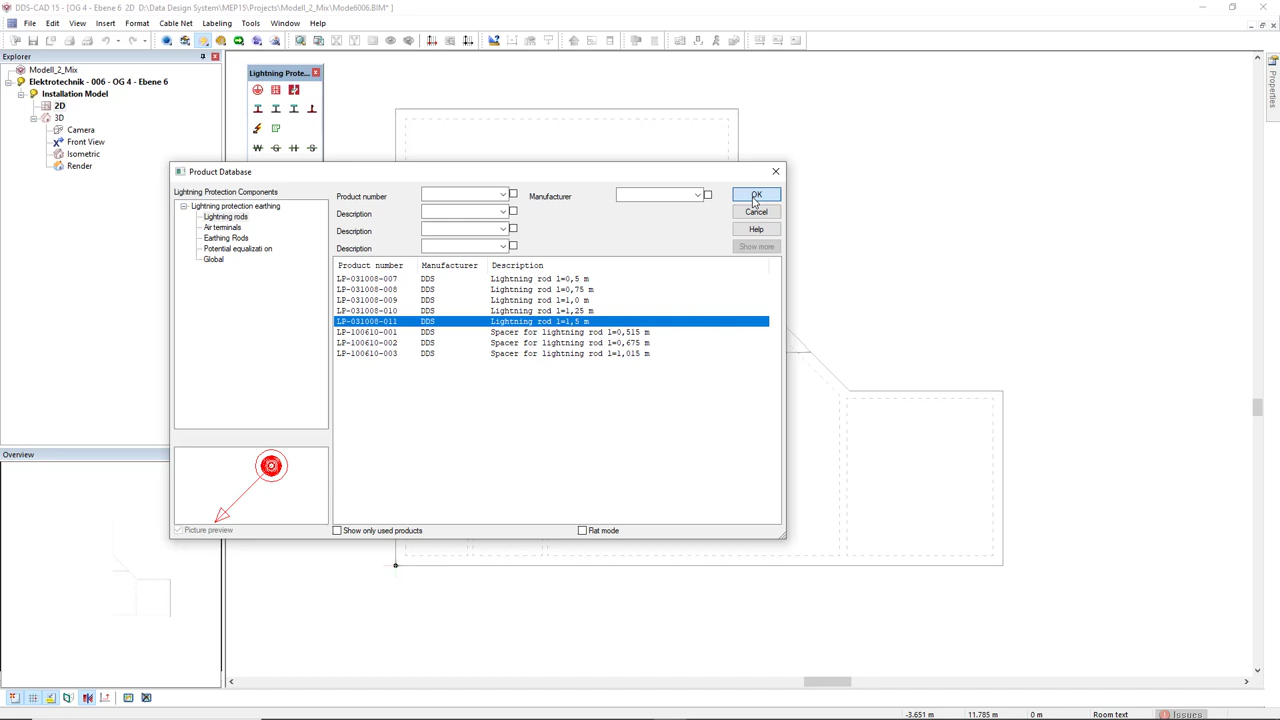 DDS-CAD 15 - [OG 4 - Ebene 6  2D  D:\Data Design System\MEP15\Projects\Modell_2_Mix\Mode6006.BIM* ]
File Edit View Insert Format Cable Net Labeling Tools Window Help
Explorer
Modell_2_Mix
Elektrotechnik - 006 - OG 4 - Ebene 6
Installation Model
2D
3D
Camera
Front View
Isometric
Render
Lightning Prote...
Properties
Product Database
Lightning Protection Components
Lightning protection earthing
Lightning rods
Air terminals
Earthing Rods
Potential equalization
Global
Product number
Manufacturer
Description
Description
Description
OK
Cancel
Help
Show more
Product number Manufacturer Description
LP-031008-007 DDS Lightning rod l=0,5 m
LP-031008-008 DDS Lightning rod l=0,75 m
LP-031008-009 DDS Lightning rod l=1,0 m
LP-031008-010 DDS Lightning rod l=1,25 m
LP-031008-011 DDS Lightning rod l=1,5 m
LP-100610-001 DDS Spacer for lightning rod l=0,515 m
LP-100610-002 DDS Spacer for lightning rod l=0,675 m
LP-100610-003 DDS Spacer for lightning rod l=1,015 m
Picture preview
Show only used products
Flat mode
Overview
-3.651 m 11.785 m 0 m Room text Issues